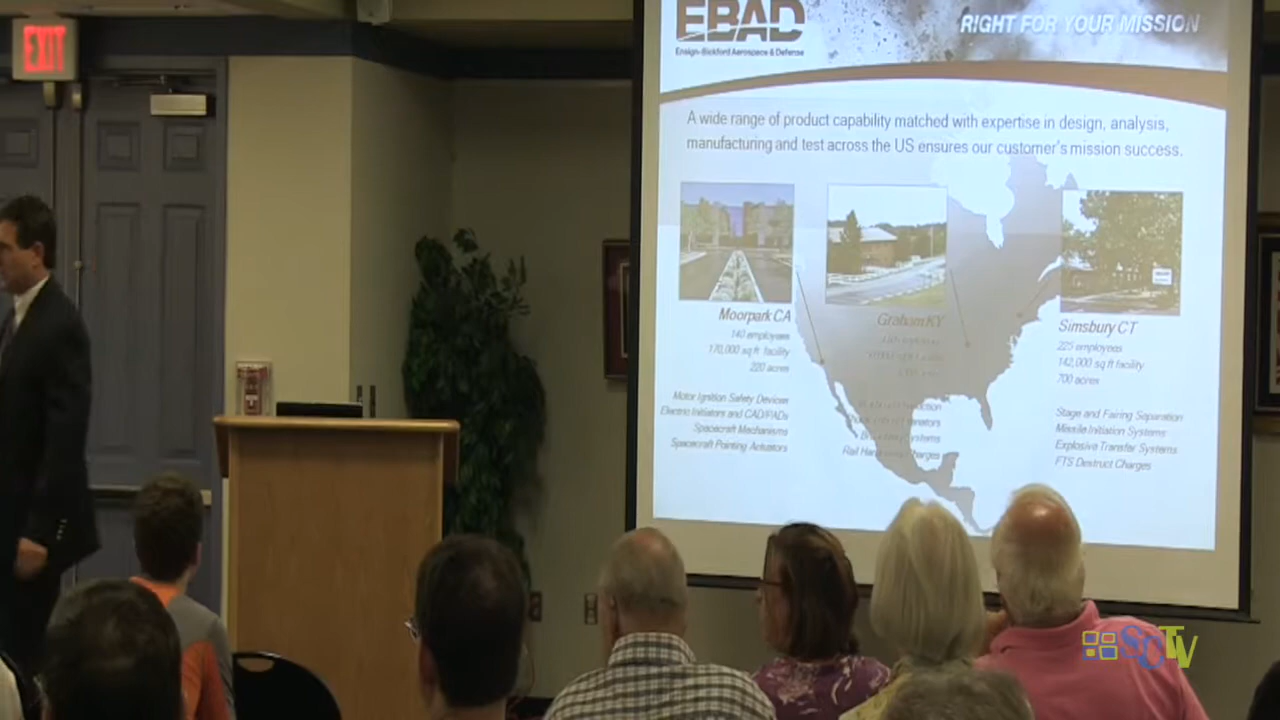 EXIT
EBAD
Ensign-Bickford Aerospace & Defense
RIGHT FOR YOUR MISSION
A wide range of product capability matched with expertise in design, analysis,
manufacturing and test across the US ensures our customer's mission success.
Moorpark CA
140 employees
170,000 sq ft facility
220 acres
Motor Ignition Safety Devices
Electric Initiators and CAD/PADs
Spacecraft Mechanisms
Spacecraft Pointing Actuators
Graham KY
Systems
Rail Charges
Simsbury CT
225 employees
142,000 sq ft facility
700 acres
Stage and Fairing Separation
Missile Initiation Systems
Explosive Transfer Systems
FTS Destruct Charges
SCTV